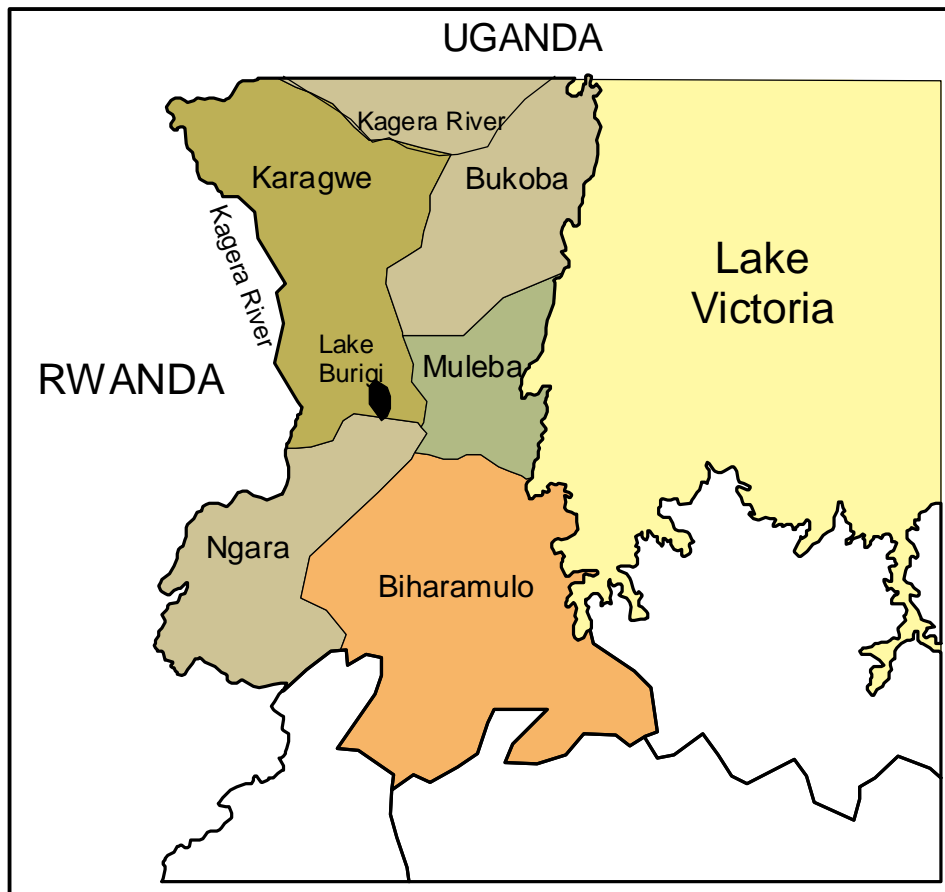 UGANDA
Kagera River
Karagwe
Bukoba
Kagera River
Lake
Victoria
Lake
Burigi
Muleba
RWANDA
Ngara
Biharamulo